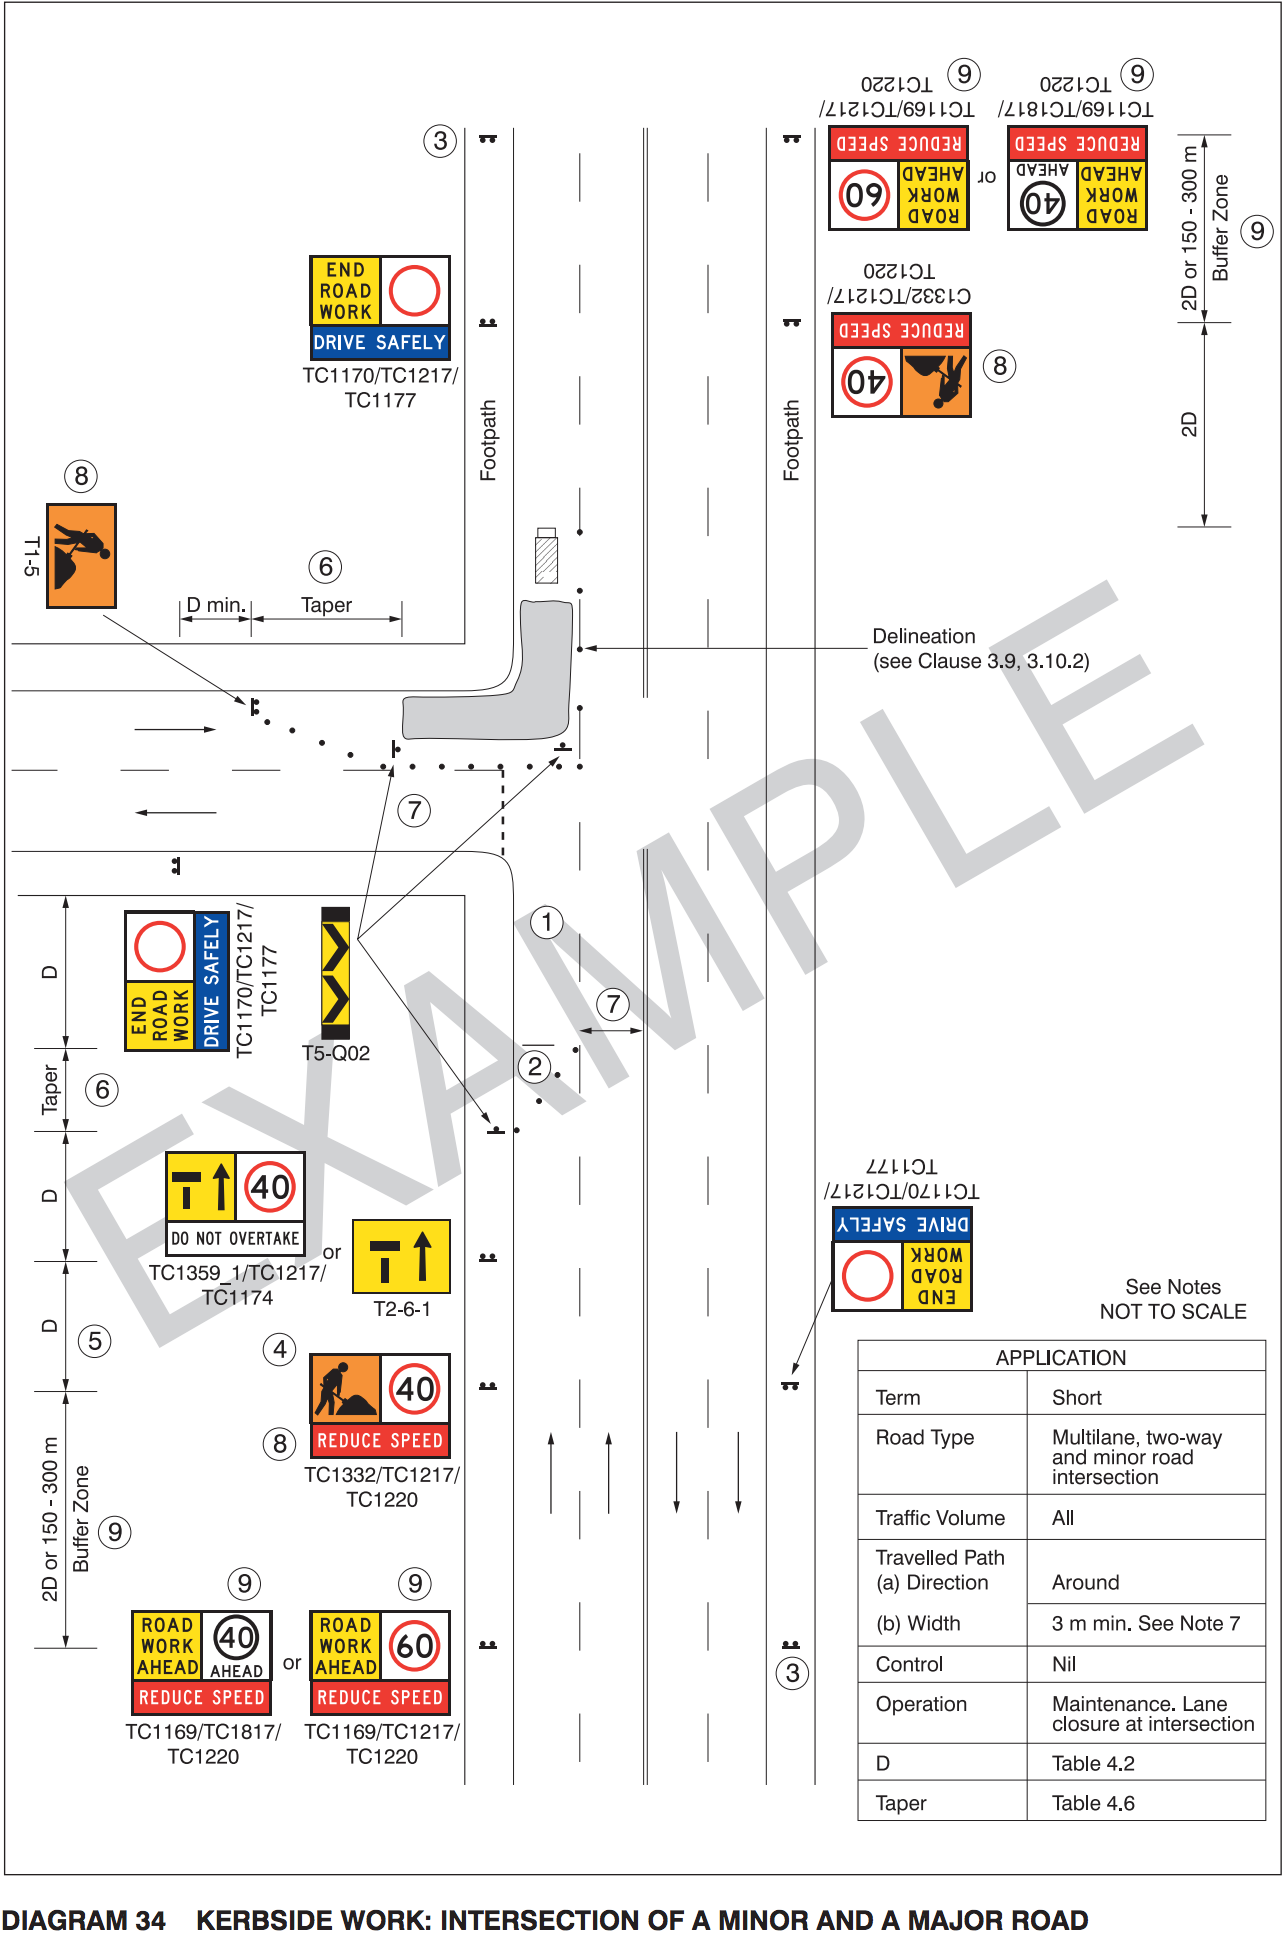 9
9
TC1169/TC1217/
TC1220
TC1169/TC1817/
TC1220
3
ROAD
WORK
AHEAD
60
REDUCE SPEED
or
ROAD
WORK
AHEAD
40
AHEAD
REDUCE SPEED
2D or 150 - 300 m
Buffer Zone
9
END
ROAD
WORK
DRIVE SAFELY
TC1170/TC1217/
TC1177
C1332/TC1217/
TC1220
40
REDUCE SPEED
8
2D
Footpath
Footpath
8
T1-5
6
D min.
Taper
Delineation
(see Clause 3.9, 3.10.2)
7
EXAMPLE
D
END
ROAD
WORK
DRIVE SAFELY
TC1170/TC1217/
TC1177
T5-Q02
1
7
2
Taper
6
D
40
DO NOT OVERTAKE
TC1359_1/TC1217/
TC1174
or
T2-6-1
TC1170/TC1217/
TC1177
END
ROAD
WORK
DRIVE SAFELY
D
5
4
40
REDUCE SPEED
8
TC1332/TC1217/
TC1220
See Notes
NOT TO SCALE
2D or 150 - 300 m
Buffer Zone
9
9
9
ROAD
WORK
AHEAD
40
AHEAD
REDUCE SPEED
TC1169/TC1817/
TC1220
or
ROAD
WORK
AHEAD
60
REDUCE SPEED
TC1169/TC1217/
TC1220
3
APPLICATION
Term Short
Road Type Multilane, two-way
and minor road
intersection
Traffic Volume All
Travelled Path
(a) Direction Around
(b) Width 3 m min. See Note 7
Control Nil
Operation Maintenance. Lane
closure at intersection
D Table 4.2
Taper Table 4.6
DIAGRAM 34 KERBSIDE WORK: INTERSECTION OF A MINOR AND A MAJOR ROAD